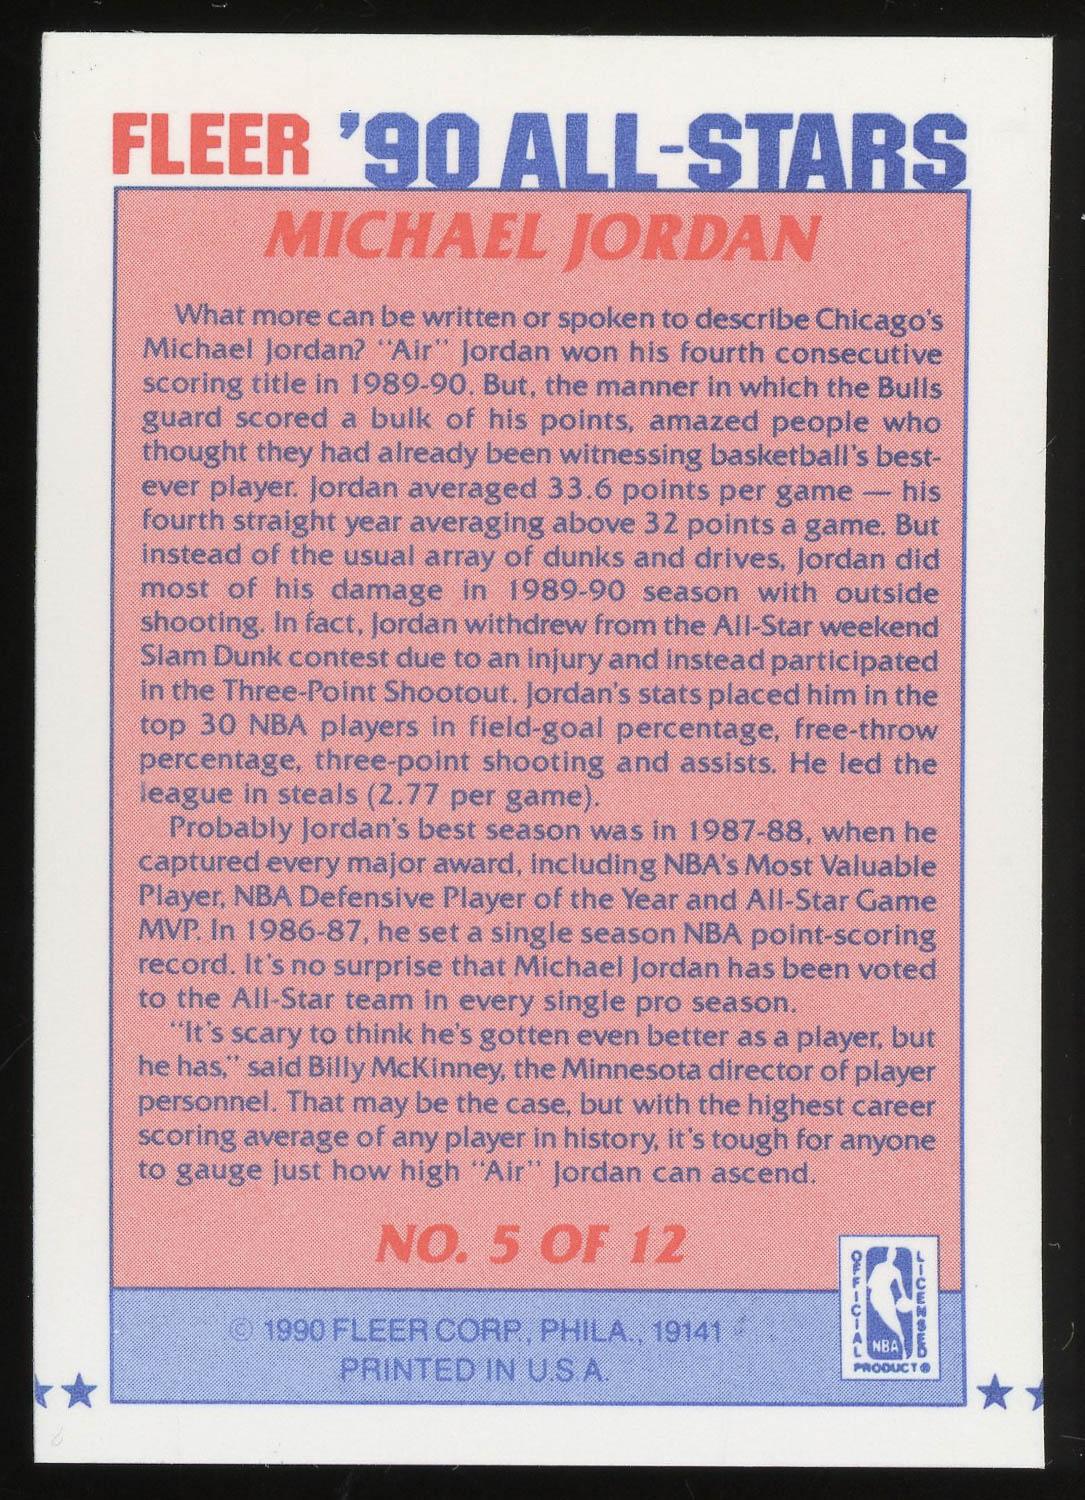 FLEER '90 ALL-STARS
MICHAEL JORDAN
What more can be written or spoken to describe Chicago's
Michael Jordan? "Air" Jordan won his fourth consecutive
scoring title in 1989-90. But, the manner in which the Bulls
guard scored a bulk of his points, amazed people who
thought they had already been witnessing basketball's best-
ever player. Jordan averaged 33.6 points per game — his
fourth straight year averaging above 32 points a game. But
instead of the usual array of dunks and drives, Jordan did
most of his damage in 1989-90 season with outside
shooting. In fact, Jordan withdrew from the All-Star weekend
Slam Dunk contest due to an injury and instead participated
in the Three-Point Shootout. Jordan's stats placed him in the
top 30 NBA players in field-goal percentage, free-throw
percentage, three-point shooting and assists. He led the
league in steals (2.77 per game).
Probably Jordan's best season was in 1987-88, when he
captured every major award, including NBA's Most Valuable
Player, NBA Defensive Player of the Year and All-Star Game
MVP. In 1986-87, he set a single season NBA point-scoring
record. It's no surprise that Michael Jordan has been voted
to the All-Star team in every single pro season.
"It's scary to think he's gotten even better as a player, but
he has," said Billy McKinney, the Minnesota director of player
personnel. That may be the case, but with the highest career
scoring average of any player in history, it's tough for anyone
to gauge just how high "Air" Jordan can ascend.
NO. 5 OF 12
OFFICIAL
LICENSED
NBA
PRODUCT®
© 1990 FLEER CORP., PHILA., 19141
PRINTED IN U.S.A.